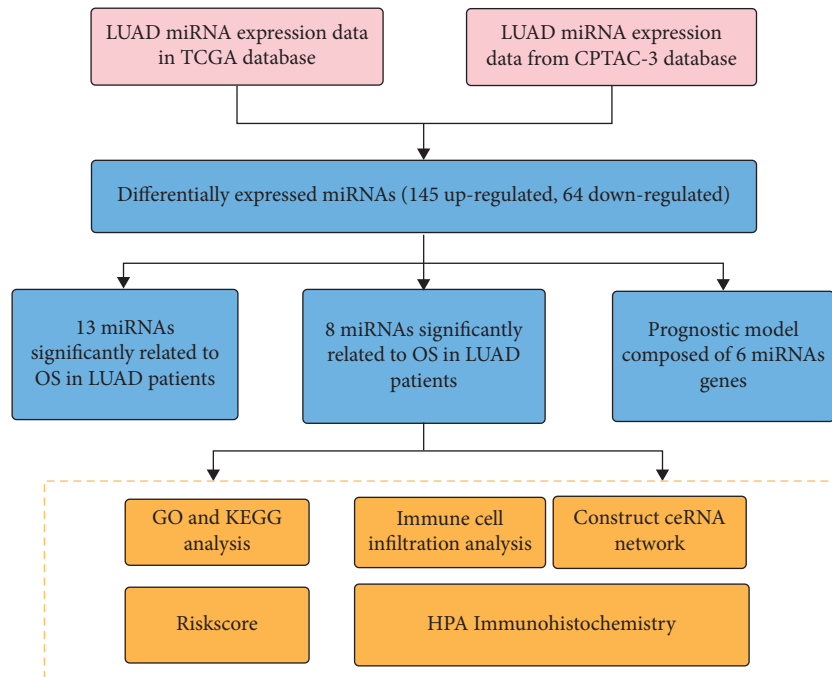 LUAD miRNA expression data
in TCGA database
LUAD miRNA expression
data from CPTAC-3 database
Differentially expressed miRNAs (145 up-regulated, 64 down-regulated)
13 miRNAs
significantly related to
OS in LUAD patients
8 miRNAs significantly
related to OS in LUAD
patients
Prognostic model
composed of 6 miRNAs
genes
GO and KEGG
analysis
Immune cell
infiltration analysis
Construct ceRNA
network
Riskscore
HPA Immunohistochemistry